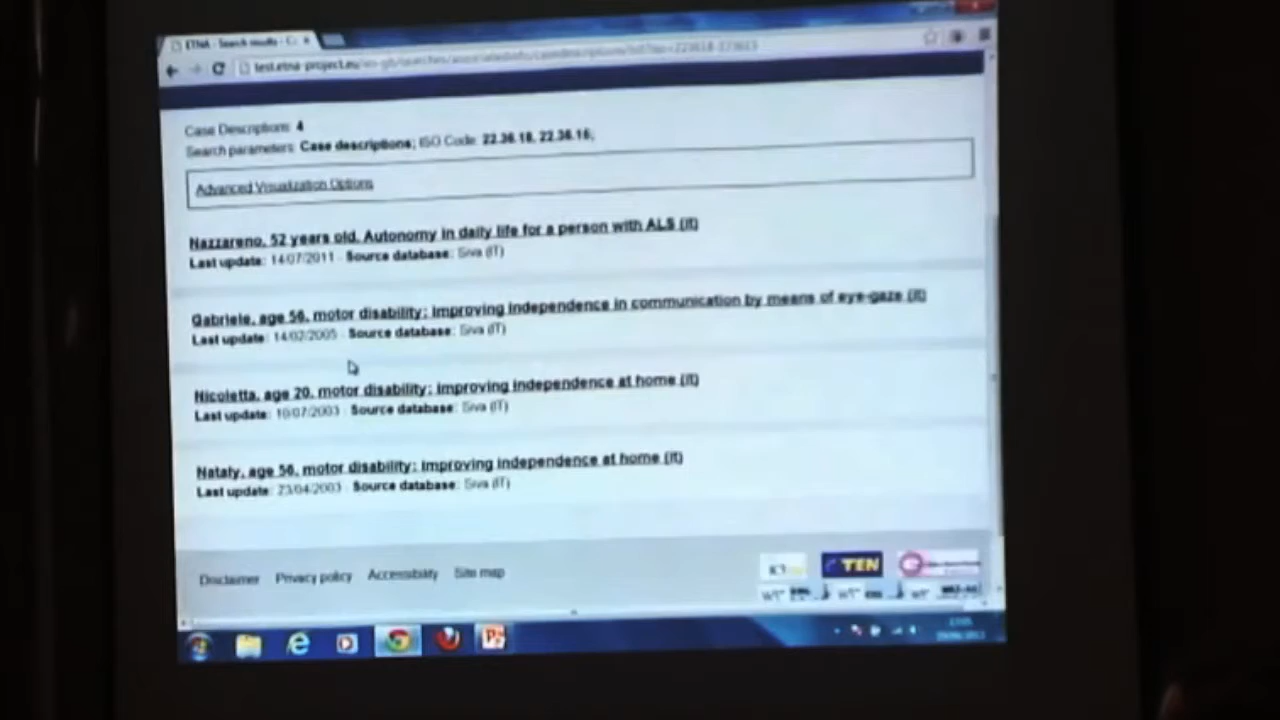 ETNA - Search results - C
Case Descriptions: 4
Search parameters: Case descriptions; ISO Code: 22.36.18, 22.36.15;
Advanced Visualization Options
Nazzareno, 52 years old. Autonomy in daily life for a person with ALS (it)
Last update: 14/07/2011 - Source database: Siva (IT)
Gabriele, age 56, motor disability: improving independence in communication by means of eye-gaze (it)
Last update: 14/02/2005 - Source database: Siva (IT)
Nicoletta, age 20, motor disability: improving independence at home (it)
Last update: 10/07/2003 - Source database: Siva (IT)
Nataly, age 56, motor disability: improving independence at home (it)
Last update: 23/04/2003 - Source database: Siva (IT)
Disclaimer Privacy policy Accessibility Site map
TEN